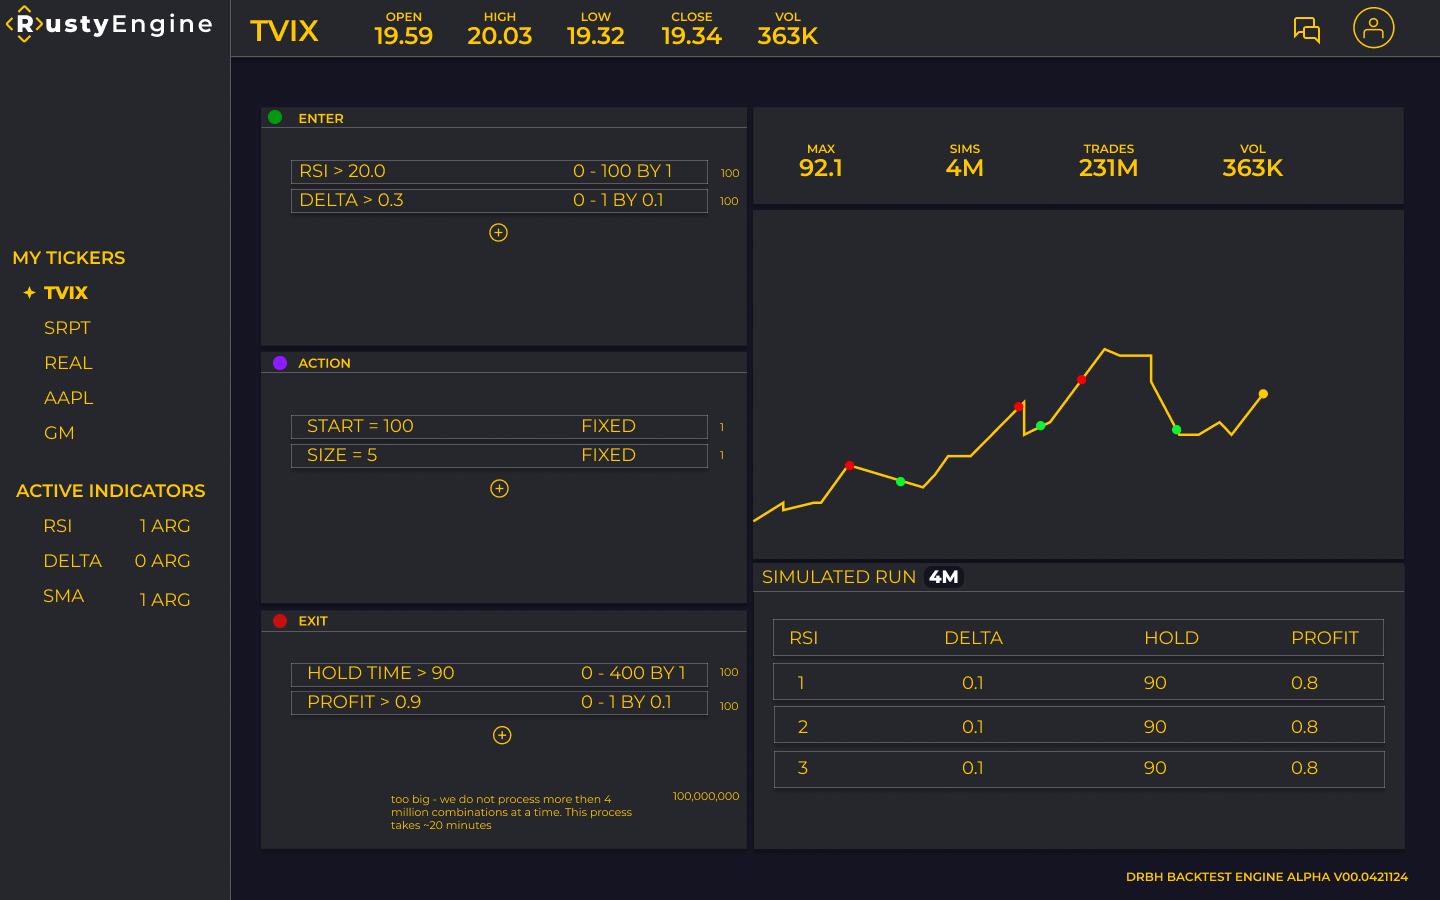 RustyEngine
TVIX
OPEN HIGH LOW CLOSE VOL
19.59 20.03 19.32 19.34 363K
MY TICKERS
TVIX
SRPT
REAL
AAPL
GM
ACTIVE INDICATORS
RSI 1 ARG
DELTA 0 ARG
SMA 1 ARG
ENTER
RSI > 20.0 0 - 100 BY 1 100
DELTA > 0.3 0 - 1 BY 0.1 100
ACTION
START = 100 FIXED 1
SIZE = 5 FIXED 1
EXIT
HOLD TIME > 90 0 - 400 BY 1 100
PROFIT > 0.9 0 - 1 BY 0.1 100
100,000,000
too big - we do not process more then 4
million combinations at a time. This process
takes ~20 minutes
MAX SIMS TRADES VOL
92.1 4M 231M 363K
SIMULATED RUN 4M
RSI DELTA HOLD PROFIT
1 0.1 90 0.8
2 0.1 90 0.8
3 0.1 90 0.8
DRBH BACKTEST ENGINE ALPHA V00.0421124